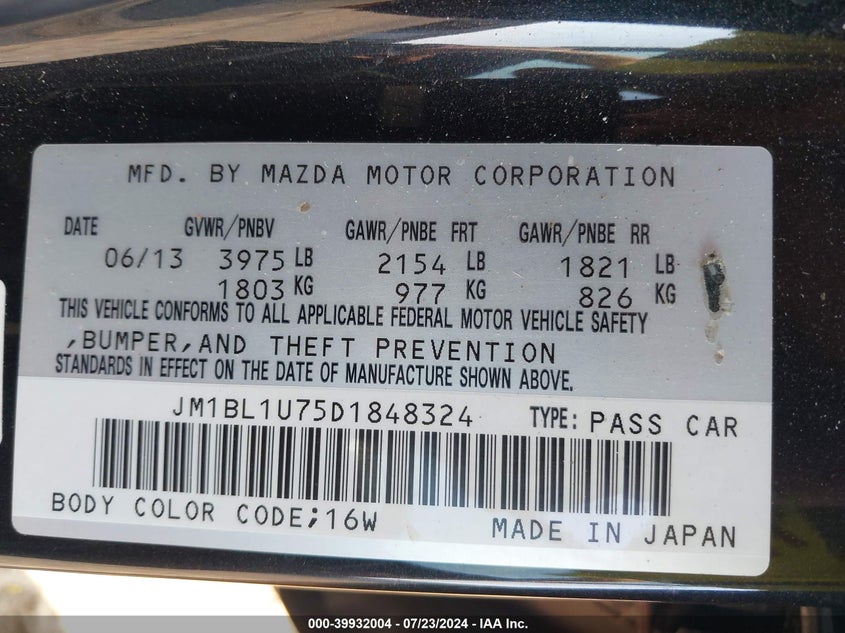 MFD. BY MAZDA MOTOR CORPORATION
DATE GVWR/PNBV GAWR/PNBE FRT GAWR/PNBE RR
06/13 3975 LB 2154 LB 1821 LB
1803 KG 977 KG 826 KG
THIS VEHICLE CONFORMS TO ALL APPLICABLE FEDERAL MOTOR VEHICLE SAFETY
,BUMPER,AND THEFT PREVENTION
STANDARDS IN EFFECT ON THE DATE OF MANUFACTURE SHOWN ABOVE.
JM1BL1U75D1848324 TYPE: PASS CAR
BODY COLOR CODE;16W
MADE IN JAPAN
000-39932004 / 07/23/2024 - IAA Inc.